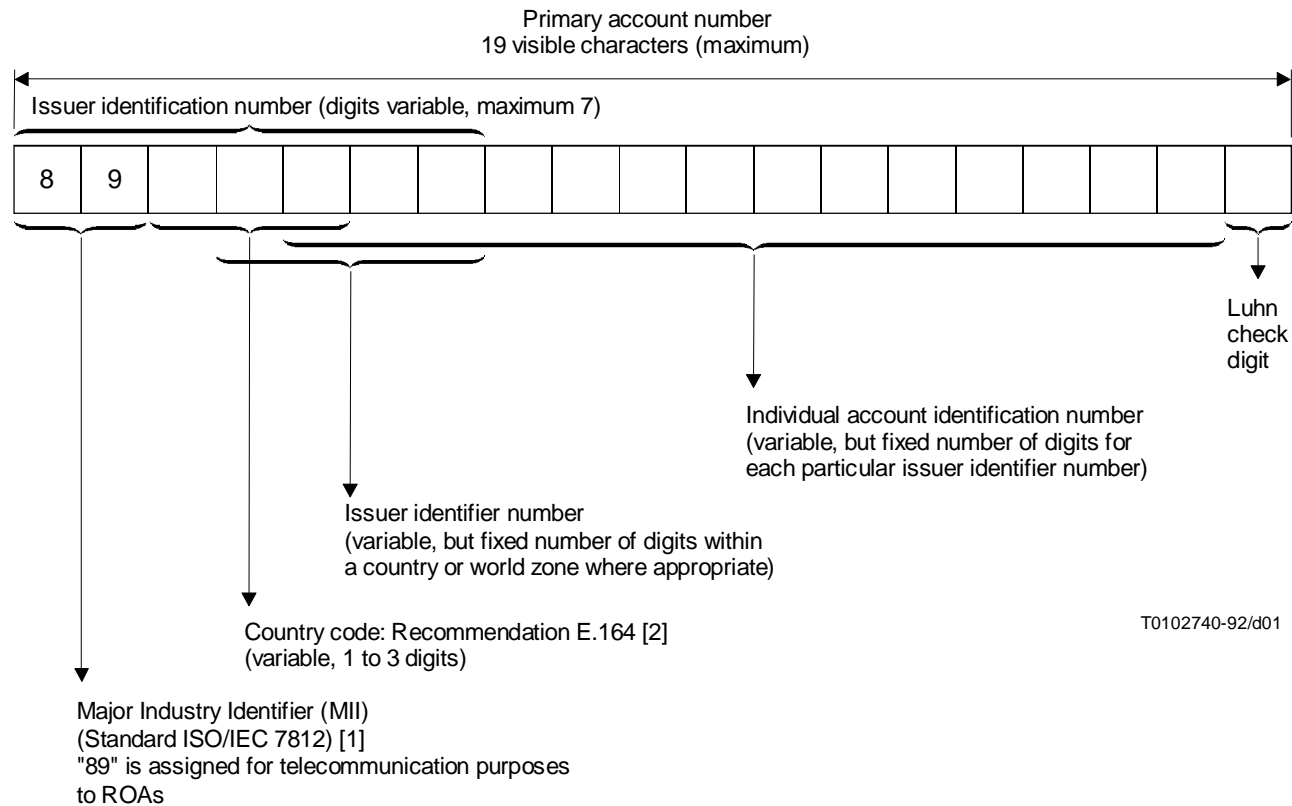 Primary account number
19 visible characters (maximum)
Issuer identification number (digits variable, maximum 7)
8 9
Luhn
check
digit
Individual account identification number
(variable, but fixed number of digits for
each particular issuer identifier number)
Issuer identifier number
(variable, but fixed number of digits within
a country or world zone where appropriate)
Country code: Recommendation E.164 [2]
(variable, 1 to 3 digits)
T0102740-92/d01
Major Industry Identifier (MII)
(Standard ISO/IEC 7812) [1]
"89" is assigned for telecommunication purposes
to ROAs